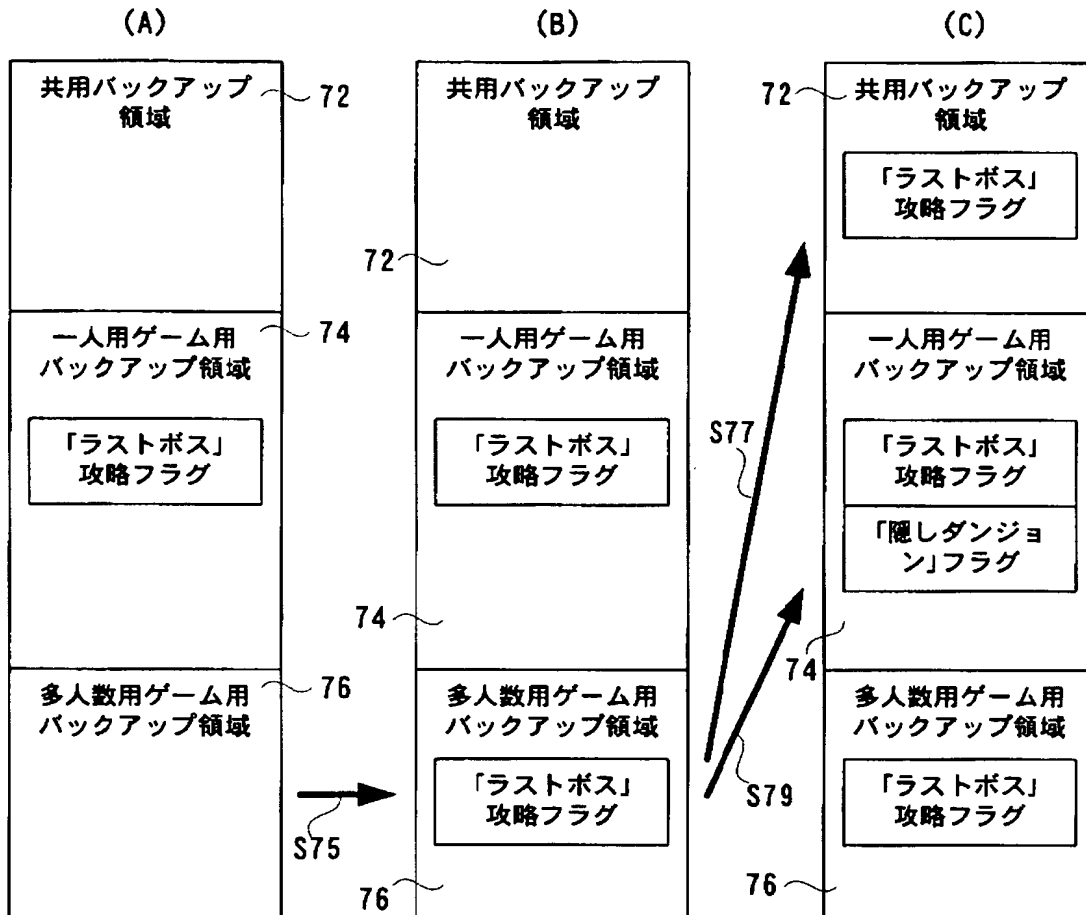 (A)
共用バックアップ
領域
72
一人用ゲーム用
バックアップ領域
74
「ラストボス」
攻略フラグ
多人数用ゲーム用
バックアップ領域
76
S75
(B)
共用バックアップ
領域
72
一人用ゲーム用
バックアップ領域
「ラストボス」
攻略フラグ
74
多人数用ゲーム用
バックアップ領域
「ラストボス」
攻略フラグ
76
S77
S79
(C)
72
共用バックアップ
領域
「ラストボス」
攻略フラグ
一人用ゲーム用
バックアップ領域
「ラストボス」
攻略フラグ
「隠しダンジョ
ン」フラグ
74
多人数用ゲーム用
バックアップ領域
「ラストボス」
攻略フラグ
76